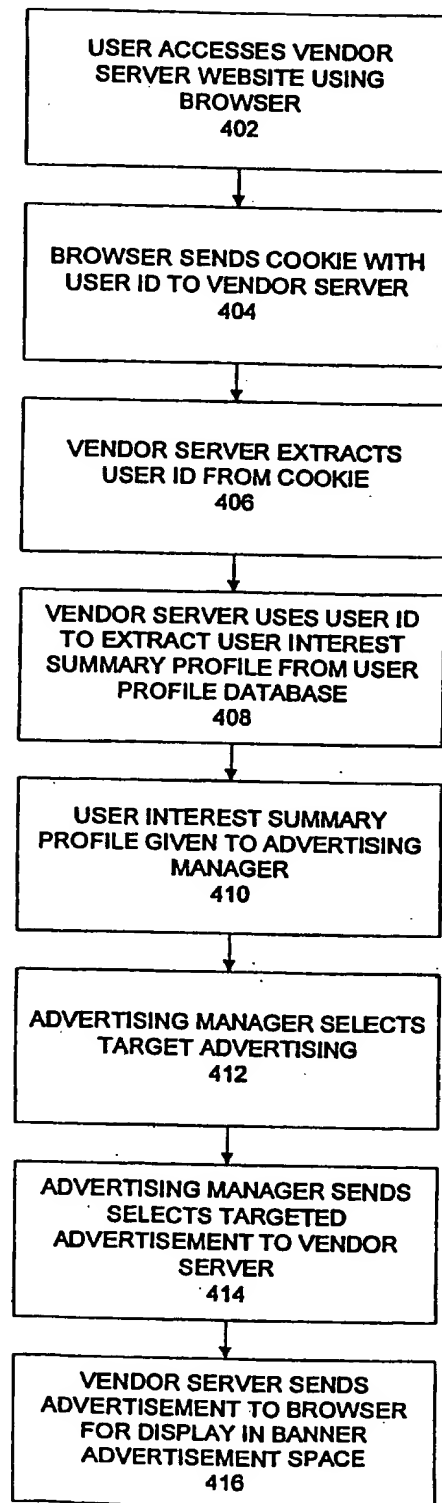 USER ACCESSES VENDOR
SERVER WEBSITE USING
BROWSER
402
BROWSER SENDS COOKIE WITH
USER ID TO VENDOR SERVER
404
VENDOR SERVER EXTRACTS
USER ID FROM COOKIE
406
VENDOR SERVER USES USER ID
TO EXTRACT USER INTEREST
SUMMARY PROFILE FROM USER
PROFILE DATABASE
408
USER INTEREST SUMMARY
PROFILE GIVEN TO ADVERTISING
MANAGER
410
ADVERTISING MANAGER SELECTS
TARGET ADVERTISING
412
ADVERTISING MANAGER SENDS
SELECTS TARGETED
ADVERTISEMENT TO VENDOR
SERVER
414
VENDOR SERVER SENDS
ADVERTISEMENT TO BROWSER
FOR DISPLAY IN BANNER
ADVERTISEMENT SPACE
416